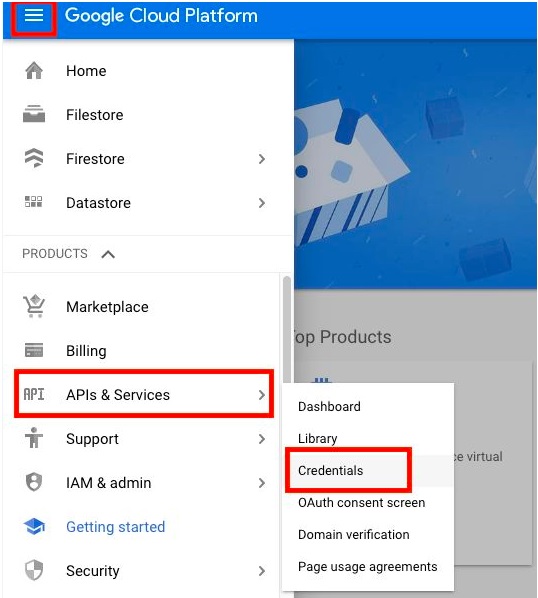 Google Cloud Platform
Home
Filestore
Firestore
Datastore
PRODUCTS
Marketplace
Billing
Top Products
API APIs & Services
Dashboard
Library
Support
ce virtual
Credentials
IAM & admin
OAuth consent screen
Getting started
Domain verification
Security
Page usage agreements